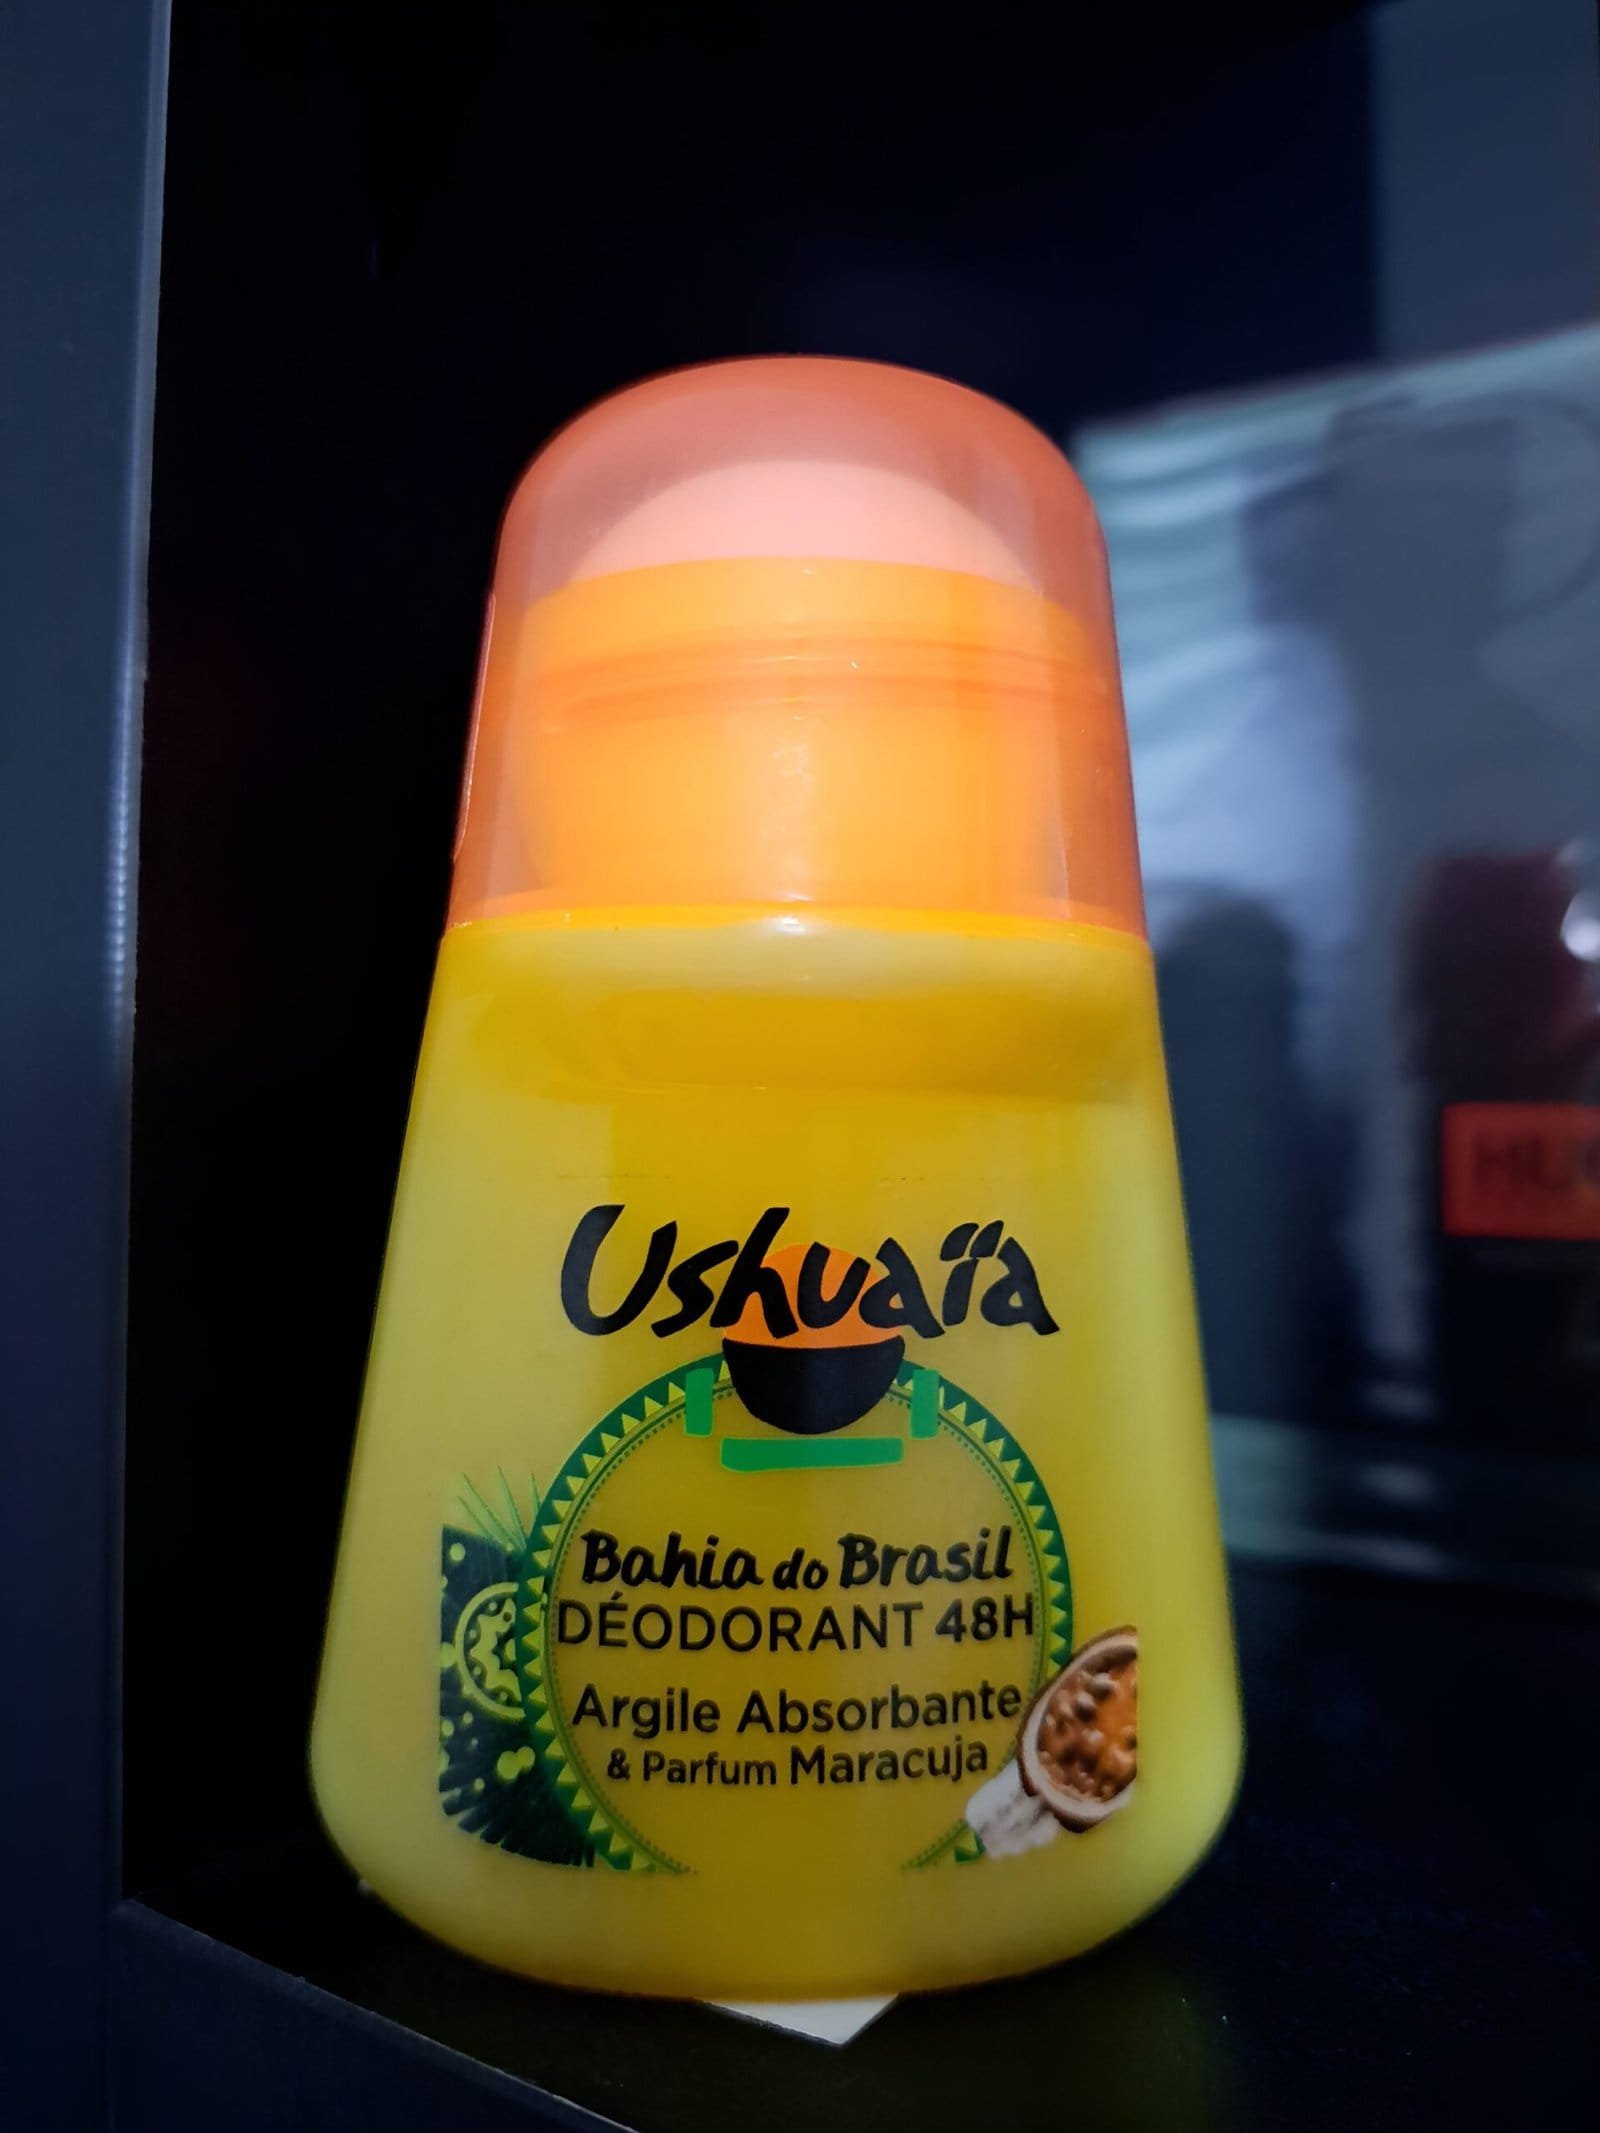 Ushuaïa
Bahia do Brasil
DÉODORANT 48H
Argile Absorbante
& Parfum Maracuja